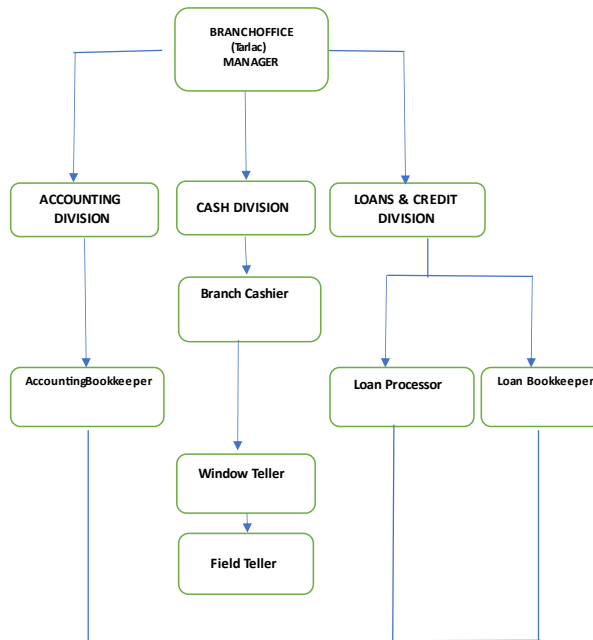 BRANCHOFFICE
(Tarlac)
MANAGER
ACCOUNTING
DIVISION
CASH DIVISION
LOANS & CREDIT
DIVISION
Branch Cashier
AccountingBookkeeper
Loan Processor
Loan Bookkeeper
Window Teller
Field Teller